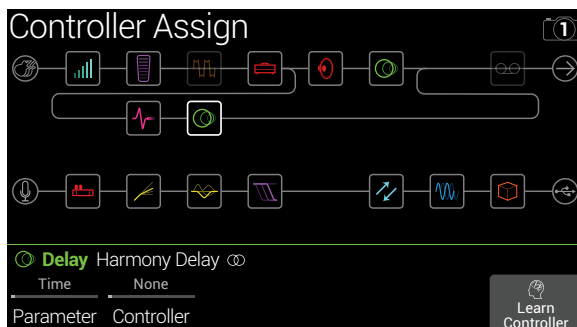 Controller Assign
1
Delay Harmony Delay
Time None
Parameter Controller
Learn
Controller